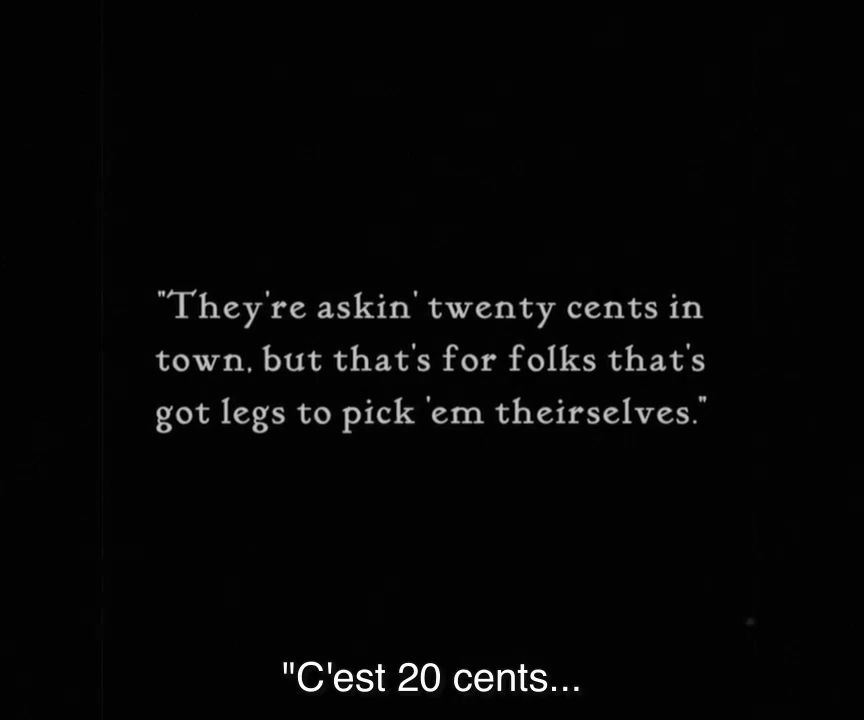 "They're askin' twenty cents in
town, but that's for folks that's
got legs to pick 'em theirselves."
"C'est 20 cents...